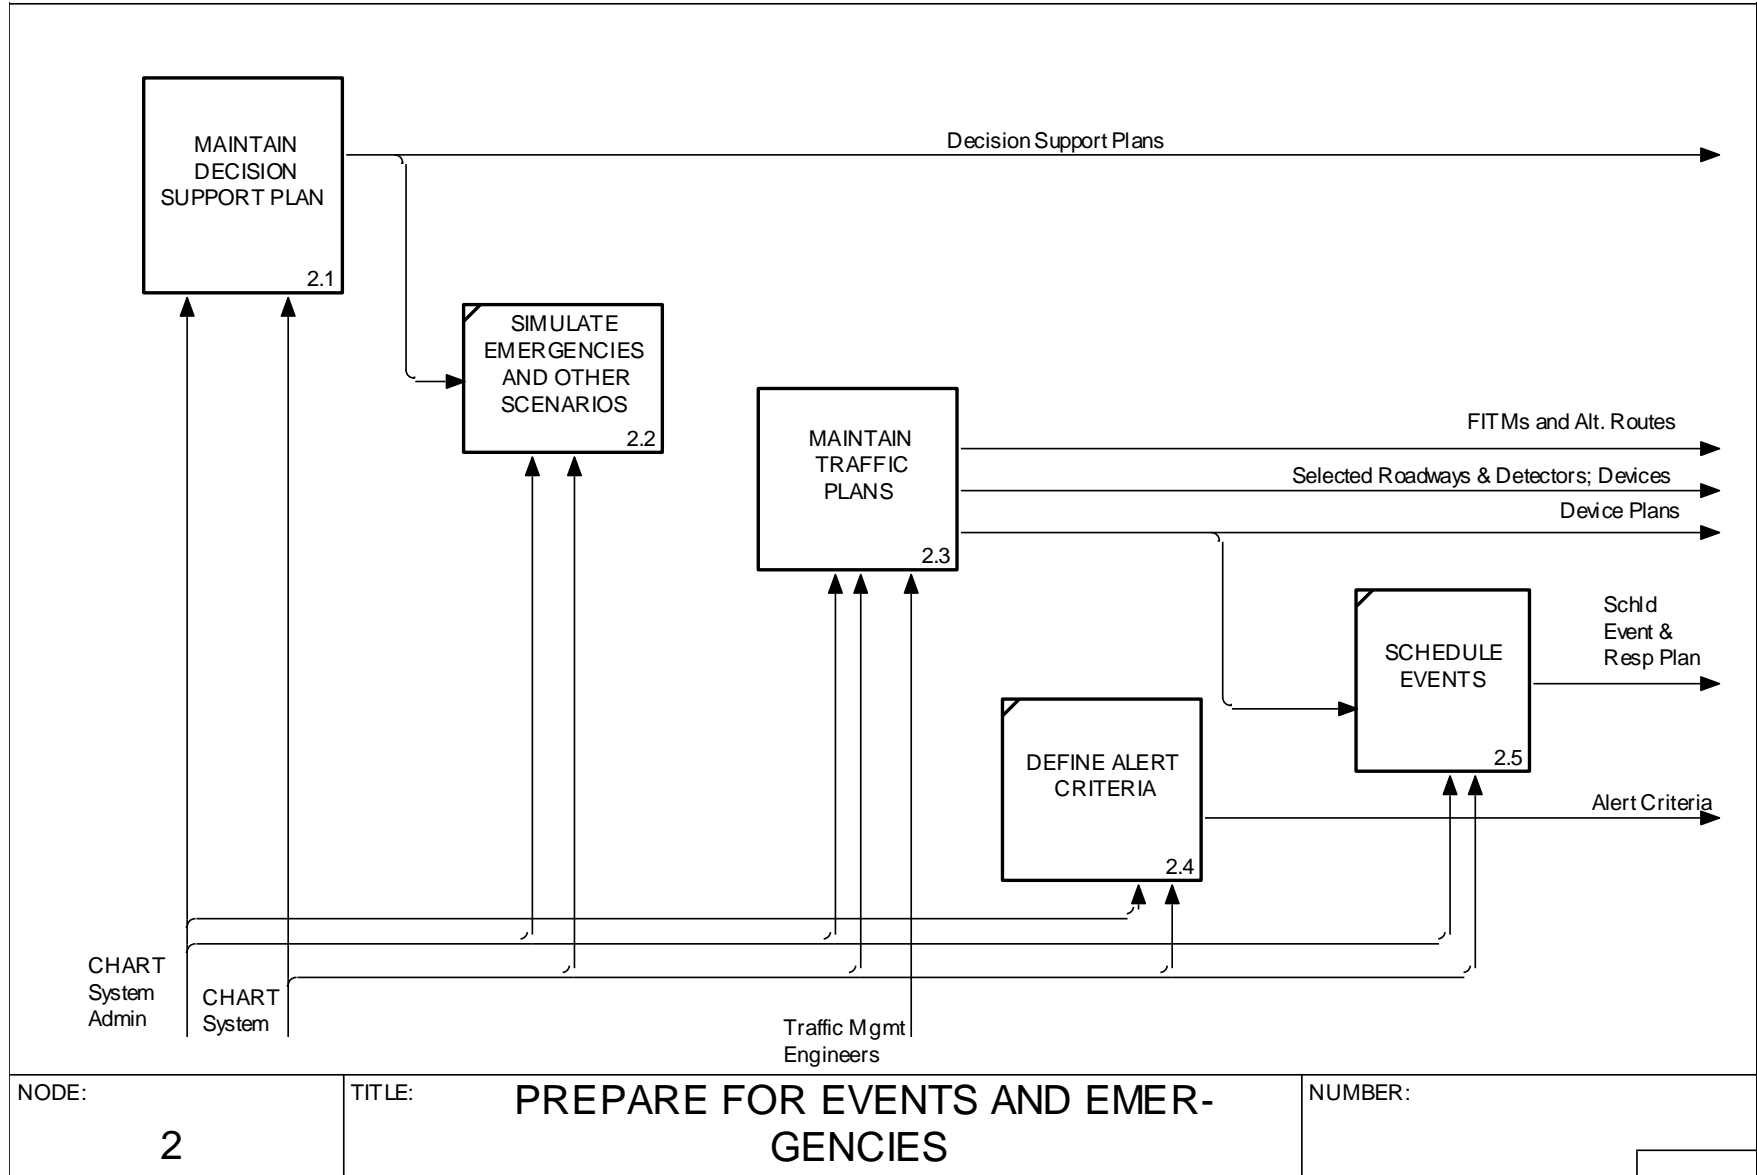 MAINTAIN
DECISION
SUPPORT PLAN
2.1
Decision Support Plans
SIMULATE
EMERGENCIES
AND OTHER
SCENARIOS
2.2
MAINTAIN
TRAFFIC
PLANS
2.3
FITMs and Alt. Routes
Selected Roadways & Detectors; Devices
Device Plans
SCHEDULE
EVENTS
2.5
Schld
Event &
Resp Plan
DEFINE ALERT
CRITERIA
2.4
Alert Criteria
CHART
System
Admin
CHART
System
Traffic Mgmt
Engineers
NODE:
2
TITLE:
PREPARE FOR EVENTS AND EMER-
GENCIES
NUMBER: